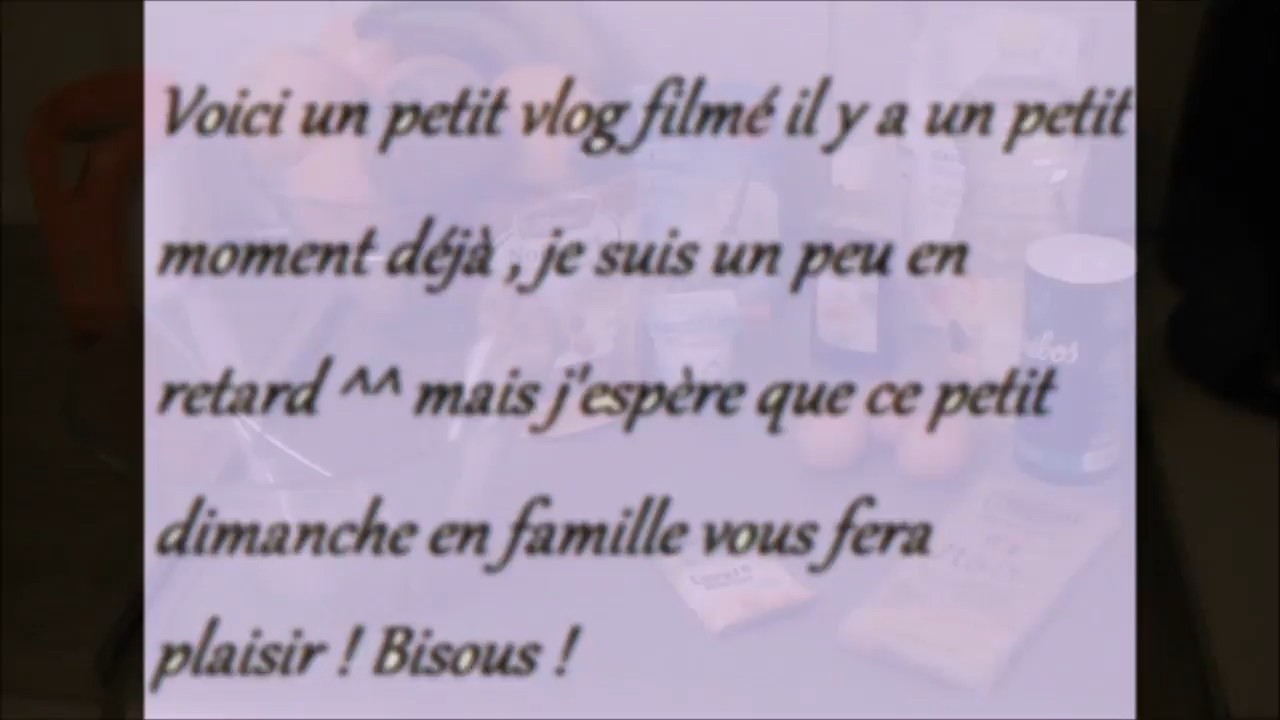 Voici un petit vlog filmé il y a un petit
moment déjà , je suis un peu en
retard ^^ mais j'espère que ce petit
dimanche en famille vous fera
plaisir ! Bisous !